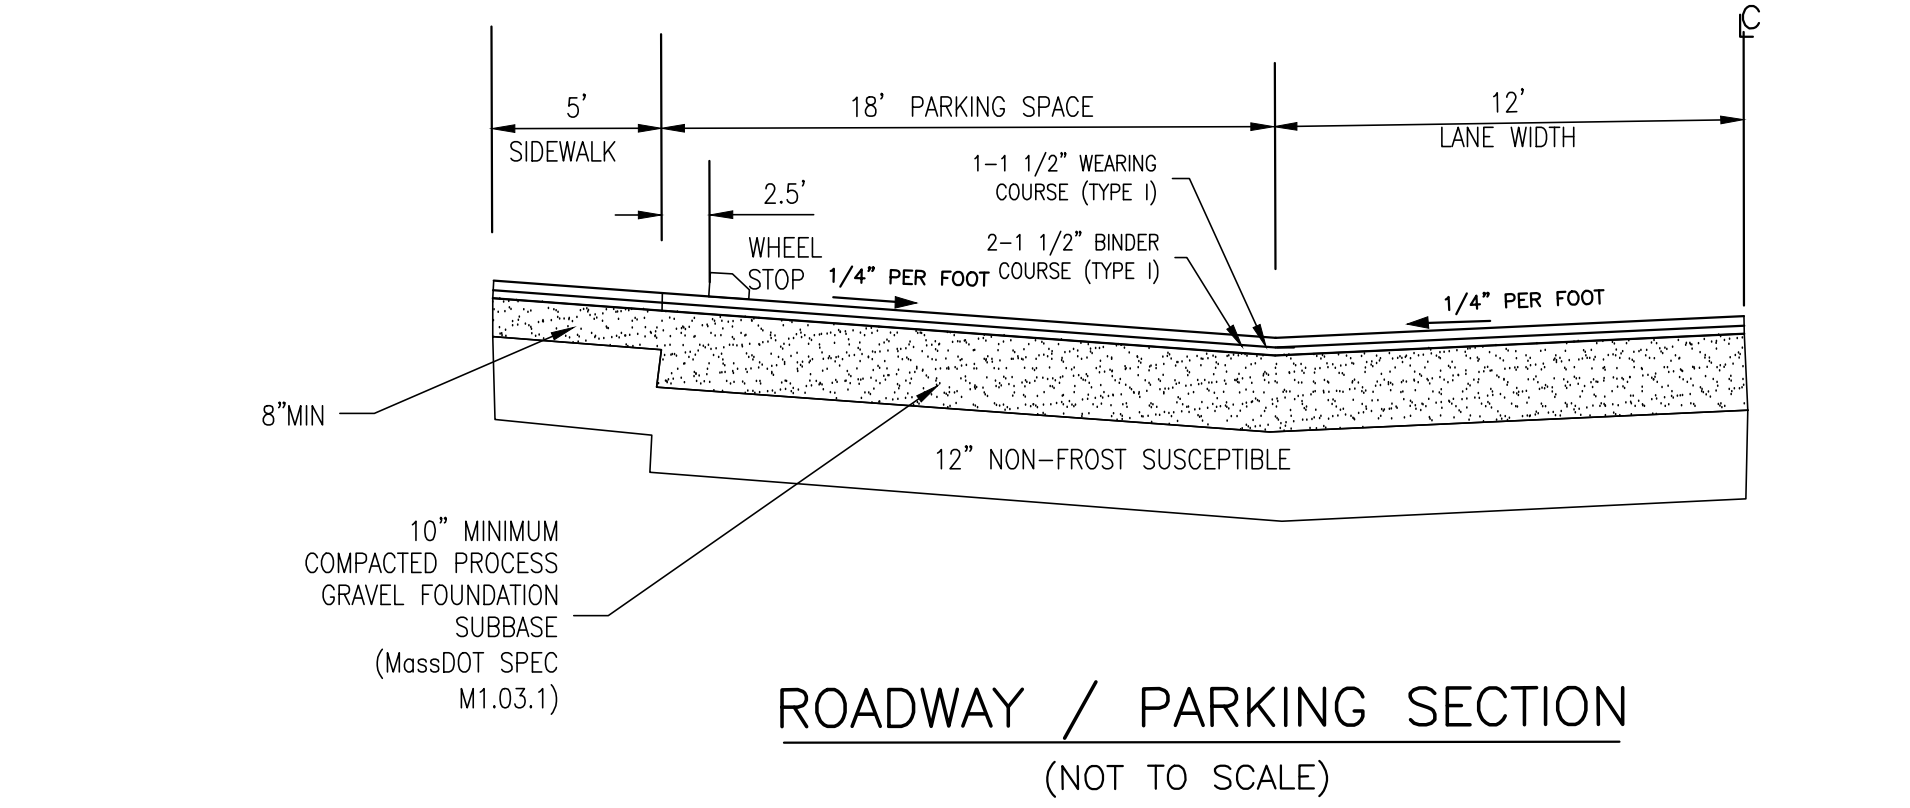 ℄
5'
SIDEWALK
18' PARKING SPACE
12'
LANE WIDTH
2.5'
WHEEL
STOP
1-1 1/2" WEARING
COURSE (TYPE I)
2-1 1/2" BINDER
COURSE (TYPE I)
1/4" PER FOOT
1/4" PER FOOT
8"MIN
12" NON-FROST SUSCEPTIBLE
10" MINIMUM
COMPACTED PROCESS
GRAVEL FOUNDATION
SUBBASE
(MassDOT SPEC
M1.03.1)
ROADWAY / PARKING SECTION
(NOT TO SCALE)